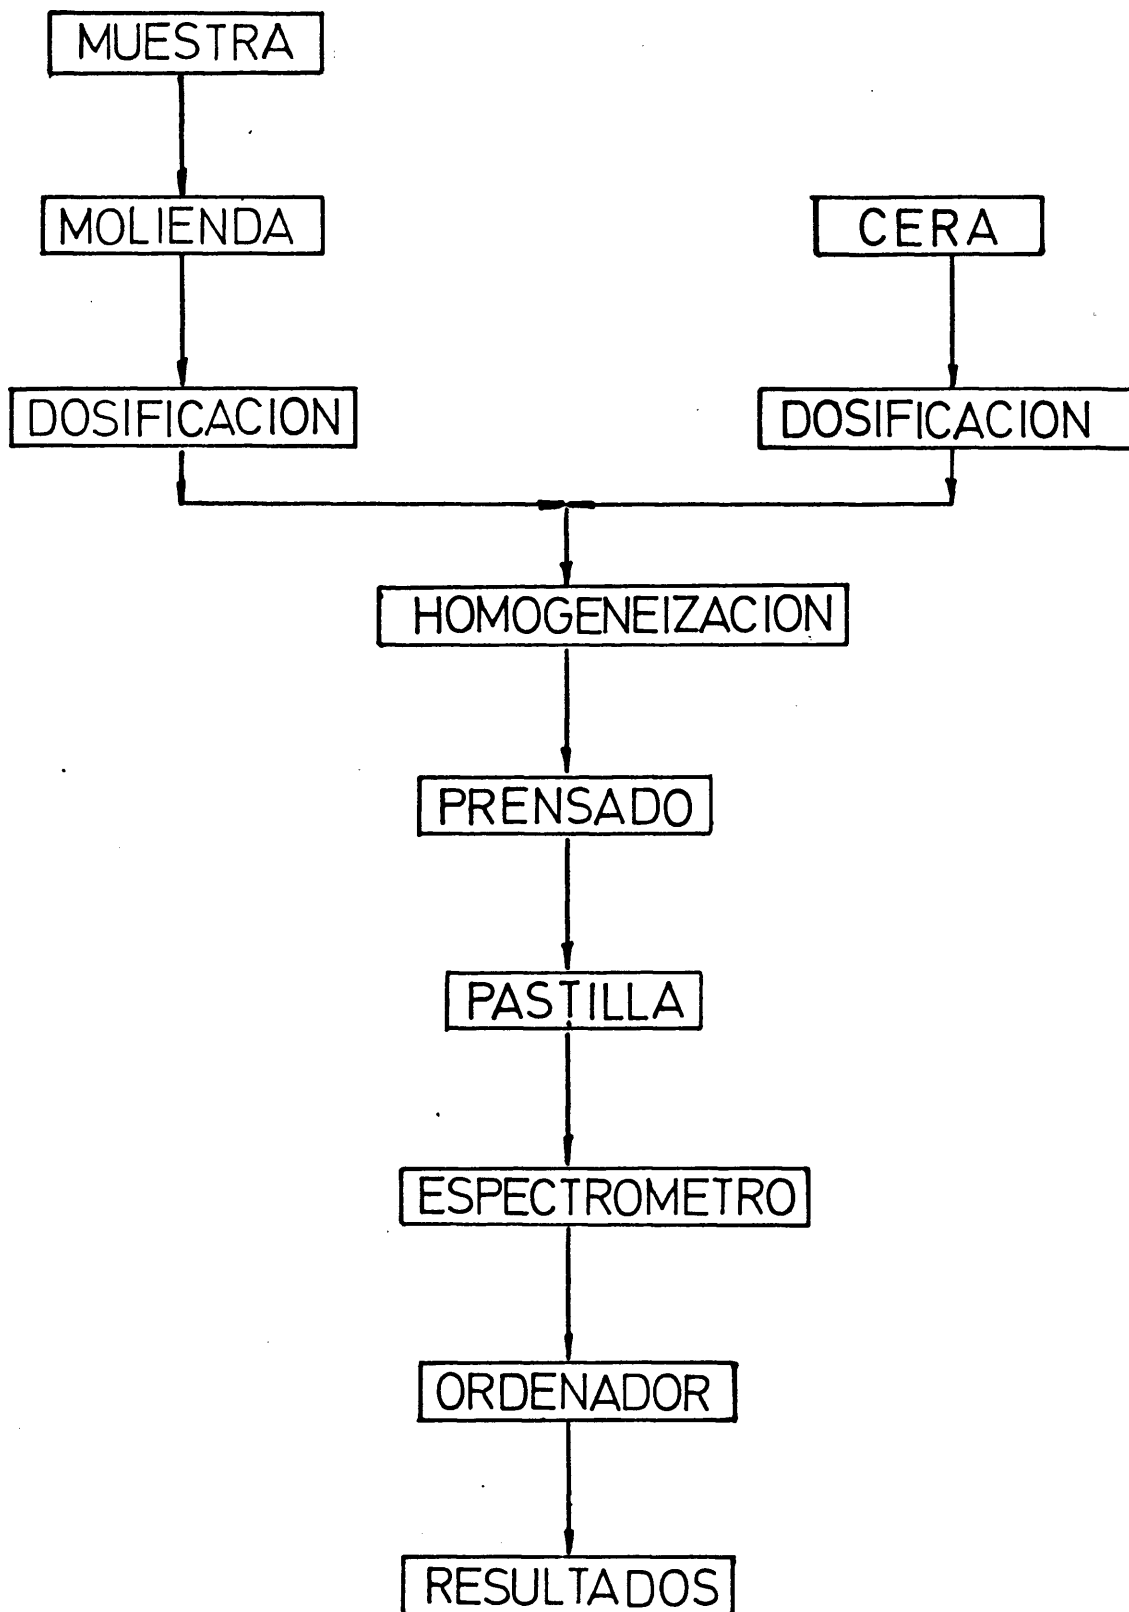 MUESTRA
MOLIENDA
CERA
DOSIFICACION
DOSIFICACION
HOMOGENEIZACION
PRENSADO
PASTILLA
ESPECTROMETRO
ORDENADOR
RESULTADOS